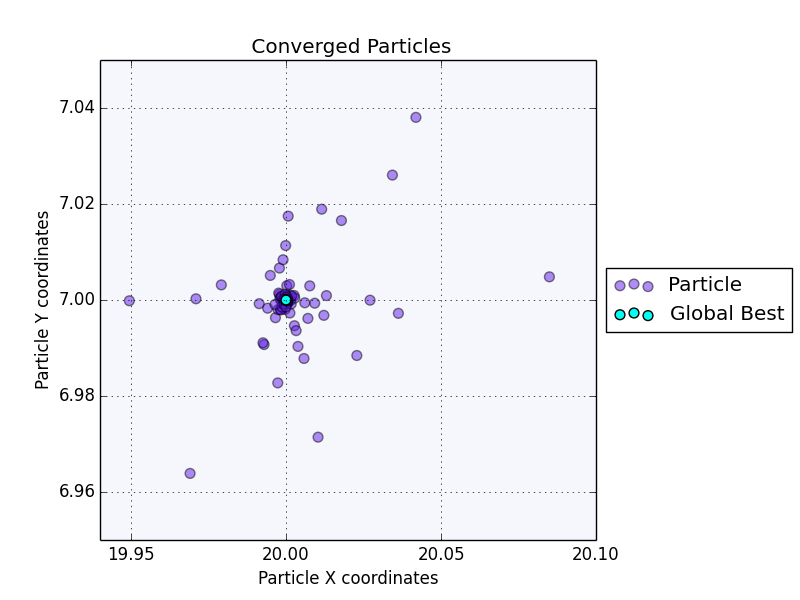 Converged Particles
Particle Y coordinates
7.04
7.02
7.00
6.98
6.96
19.95
20.00
20.05
20.10
Particle X coordinates
Particle
Global Best